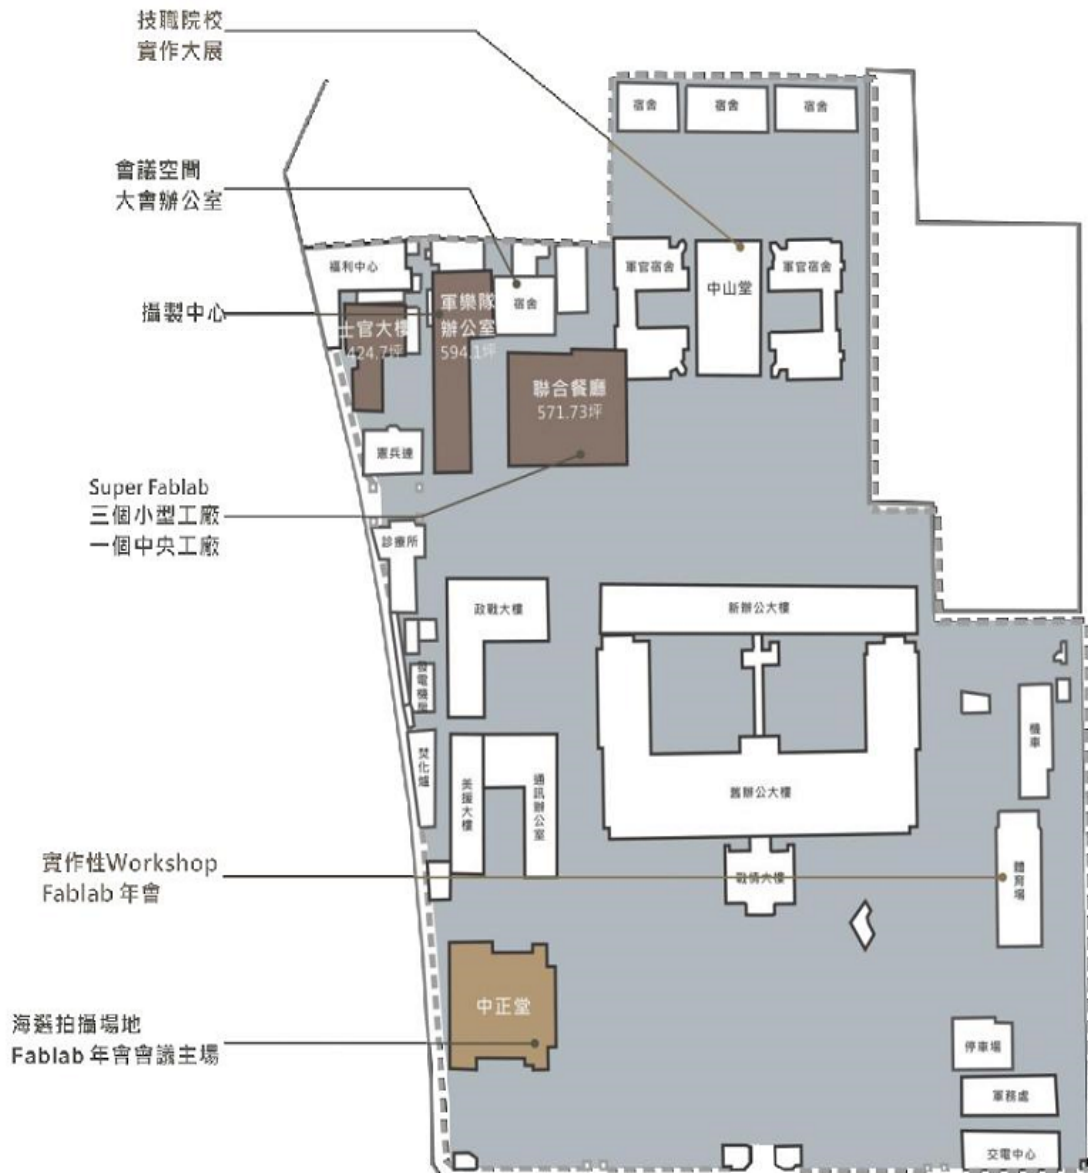 技職院校
實作大展
會議空間
大會辦公室
攝製中心
Super Fablab
三個小型工廠
一個中央工廠
實作性Workshop
Fablab 年會
海選拍攝場地
Fablab 年會會議主場
宿舍
宿舍
宿舍
福利中心
軍官宿舍
中山堂
軍官宿舍
宿舍
軍樂隊
辦公室
594.1坪
士官大樓
424.7坪
聯合餐廳
571.73坪
憲兵連
診療所
政戰大樓
新辦公大樓
發電機房
機車
焚化爐
美援大樓
通訊辦公室
舊辦公大樓
戰情大樓
體育場
中正堂
停車場
軍務處
交電中心